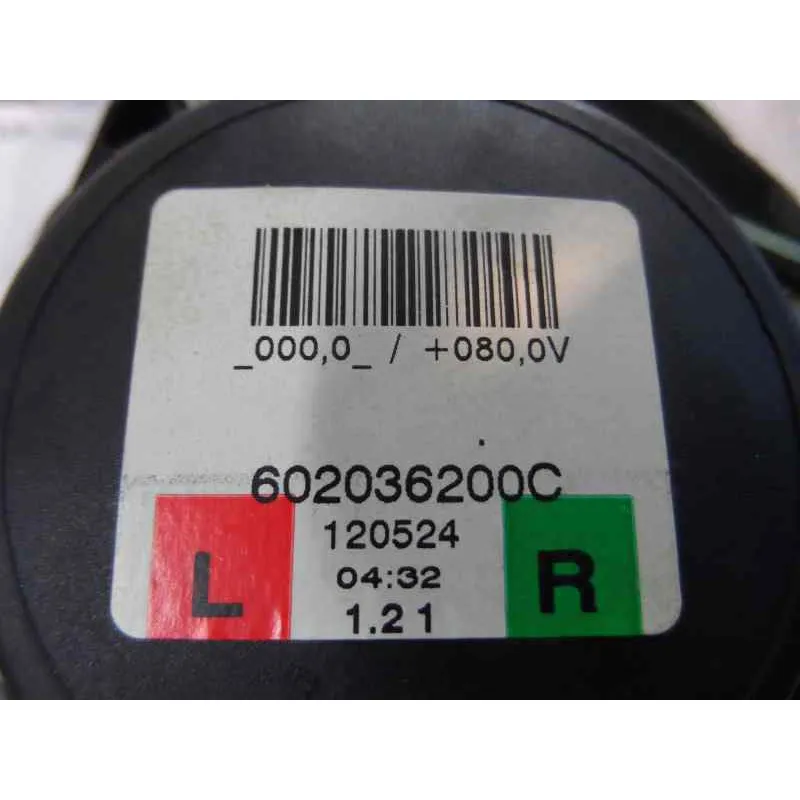 _000,0_ / +080,0V
602036200C
120524
L
04:32
R
1.21